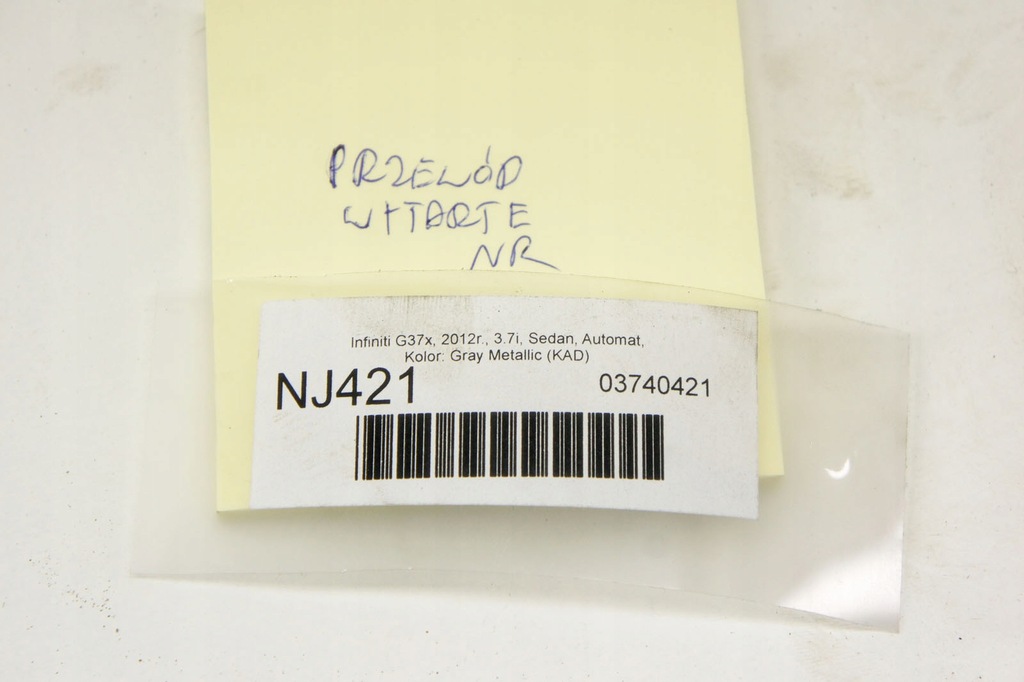 PRZEWÓD
WYTARTE
NR
Infiniti G37x, 2012r., 3.7i, Sedan, Automat,
Kolor: Gray Metallic (KAD)
NJ421
03740421